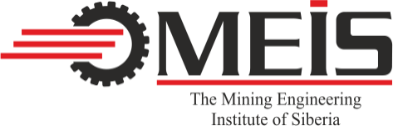 MEIS
The Mining Engineering
Institute of Siberia